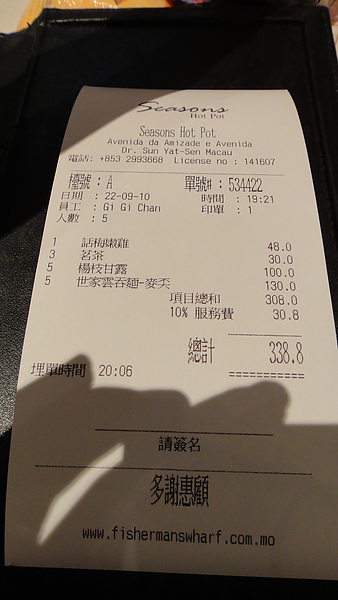 Seasons
Hot Pot
Seasons Hot Pot
Avenida da Amizade e Avenida
Dr. Sun Yat-Sen Macau
電話: +853 2993668 License no : 141607
檯號 : A 單號# : 534422
日期 : 22-09-10 時間 : 19:21
員工 : Gi Gi Chan 印單 : 1
人數 : 5
1 話梅嫩雞 48.0
3 茗茶 30.0
5 楊枝甘露 100.0
5 世家雲吞麵-麥奀 130.0
項目總和 308.0
10% 服務費 30.8
總計 338.8
埋單時間 20:06
===========
請簽名
多謝惠顧
www.fishermanswharf.com.mo